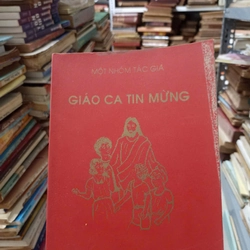 MỘT NHÓM TÁC GIẢ
GIÁO CA TIN MỪNG